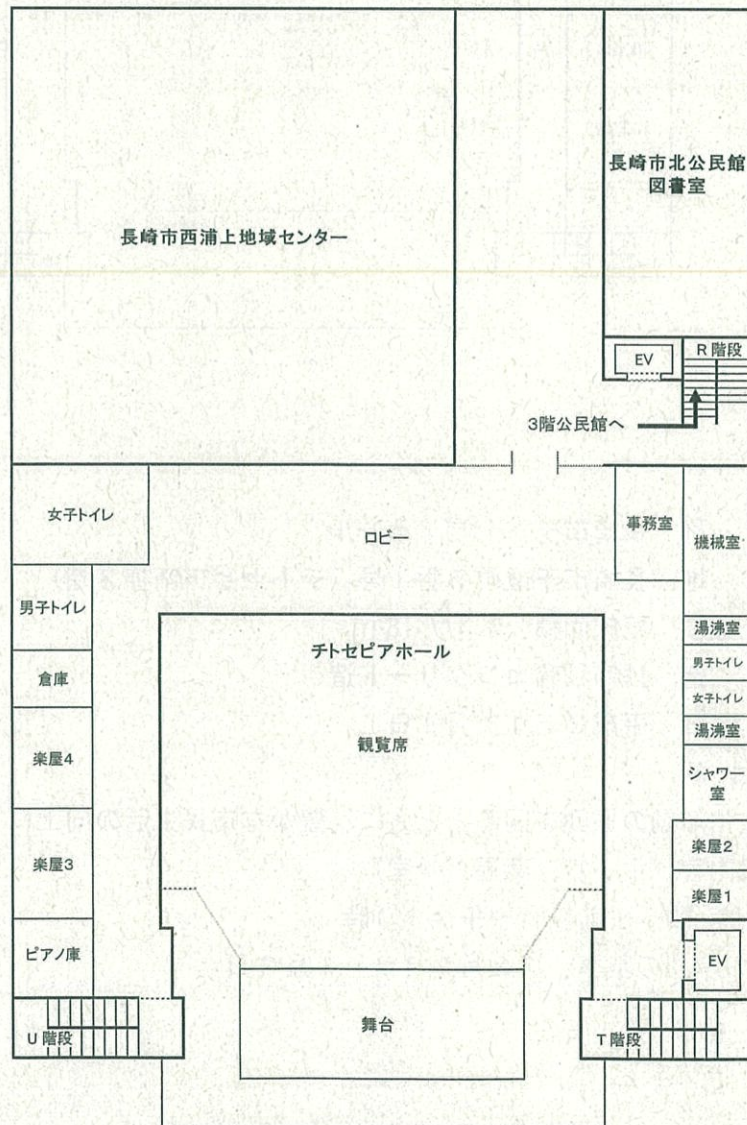 長崎市北公民館
図書室
長崎市西浦上地域センター
EV
R階段
3階公民館へ
女子トイレ
ロビー
事務室
機械室
男子トイレ
湯沸室
チトセピアホール
男子トイレ
倉庫
女子トイレ
湯沸室
観覧席
楽屋4
シャワー
室
楽屋2
楽屋3
楽屋1
ピアノ庫
EV
舞台
U階段
T階段